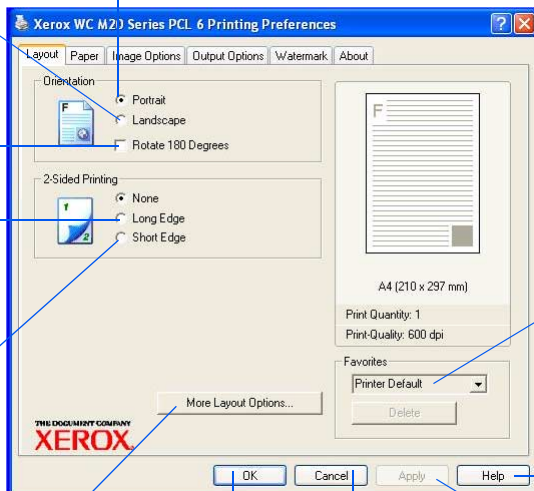 Xerox WC M20 Series PCL 6 Printing Preferences
Layout Paper Image Options Output Options Watermark About
Orientation
F
Portrait
Landscape
Rotate 180 Degrees
2-Sided Printing
1
2
None
Long Edge
Short Edge
F
A4 (210 x 297 mm)
Print Quantity: 1
Print-Quality: 600 dpi
Favorites
Printer Default
Delete
More Layout Options...
THE DOCUMENT COMPANY
XEROX
OK Cancel Apply Help